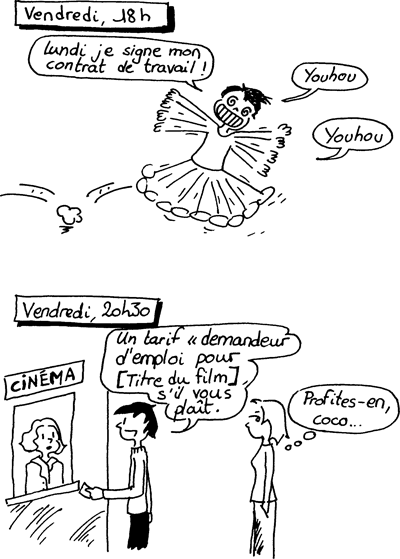 Vendredi, 18h
lundi je signe mon
contrat de travail !
Youhou
Youhou
Vendredi, 20h30
Un tarif « demandeur
d'emploi pour
[Titre du film]
s'il vous
plaît.
CINÉMA
Profites-en,
coco...